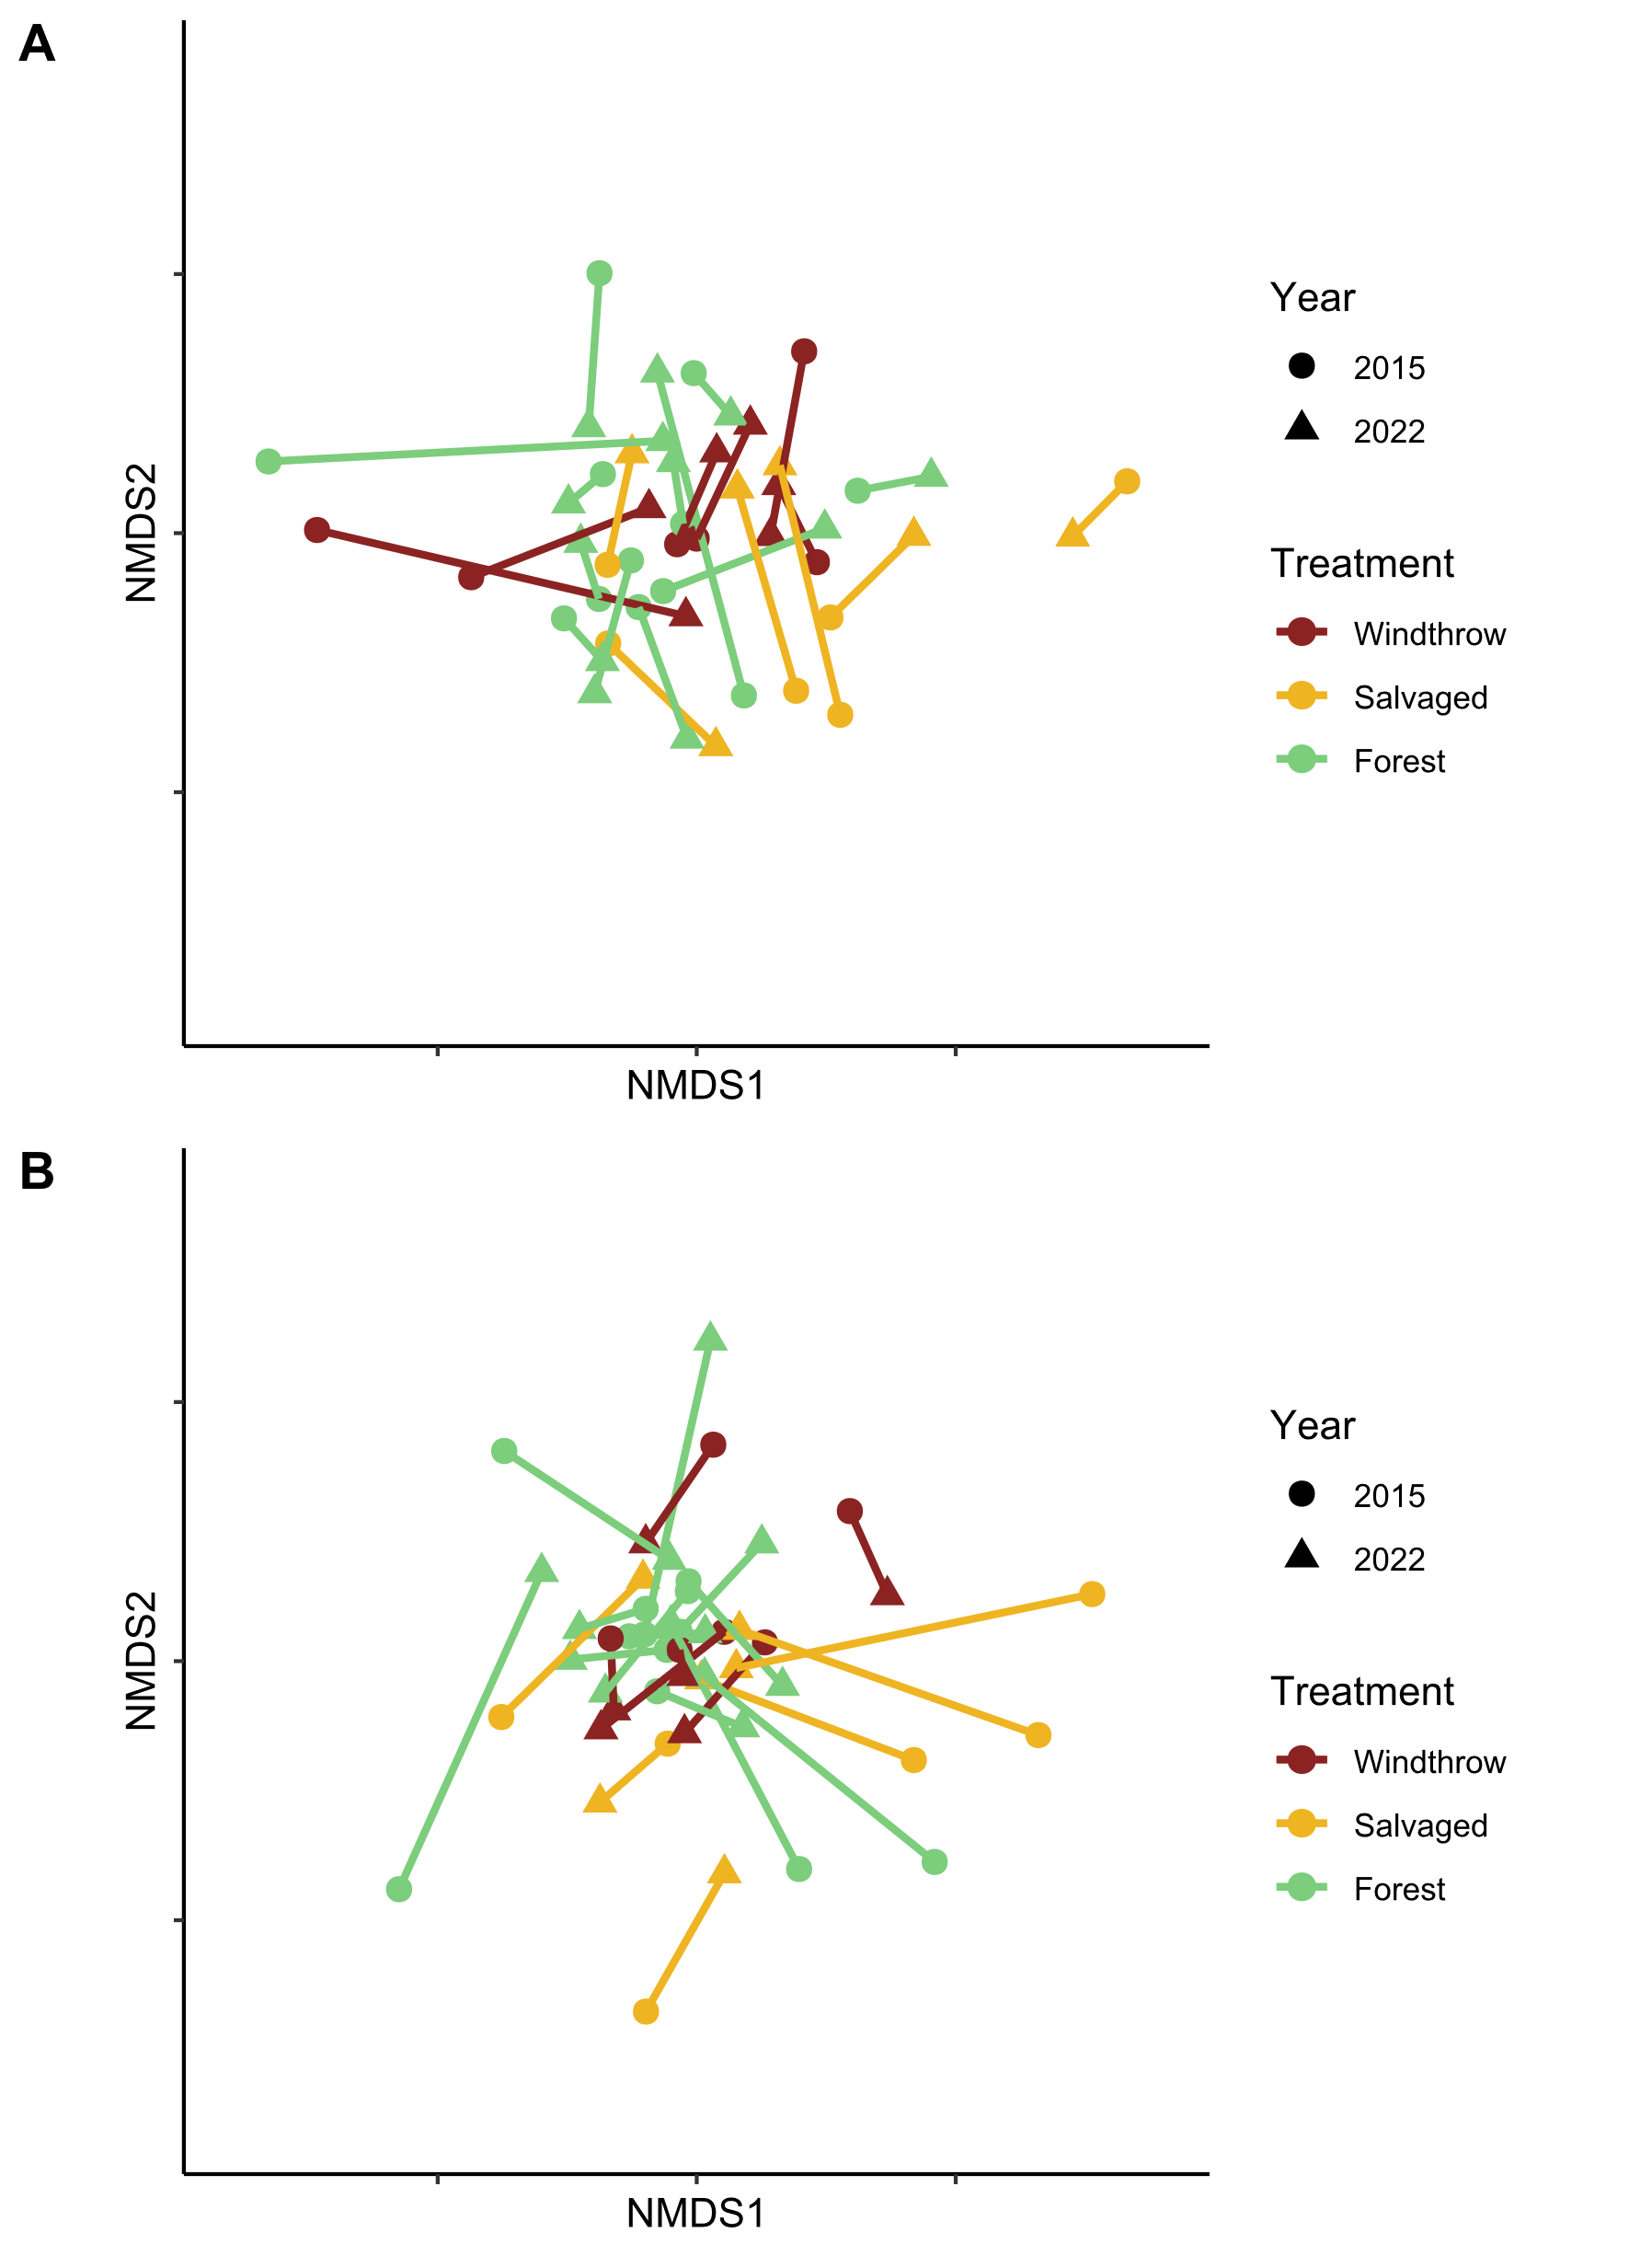 A
NMDS2
NMDS1
Year
2015
2022
Treatment
Windthrow
Salvaged
Forest
B
NMDS2
NMDS1
Year
2015
2022
Treatment
Windthrow
Salvaged
Forest